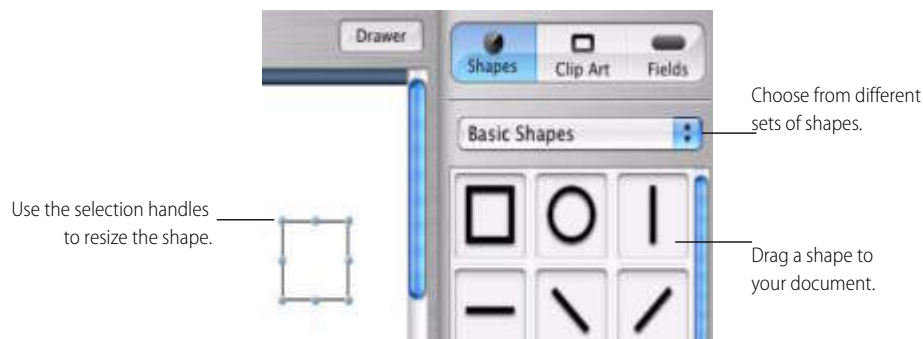 Drawer
Shapes
Clip Art
Fields
Choose from different
sets of shapes.
Basic Shapes
Use the selection handles
to resize the shape.
Drag a shape to
your document.